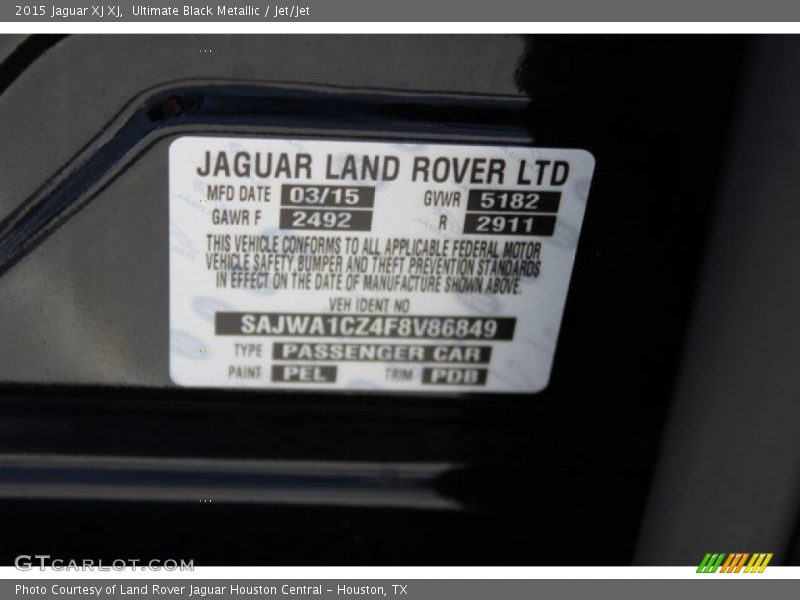 2015 Jaguar XJ XJ, Ultimate Black Metallic / Jet/Jet
JAGUAR LAND ROVER LTD
MFD DATE 03/15 GVWR 5182
GAWR F 2492 R 2911
THIS VEHICLE CONFORMS TO ALL APPLICABLE FEDERAL MOTOR
VEHICLE SAFETY, BUMPER AND THEFT PREVENTION STANDARDS
IN EFFECT ON THE DATE OF MANUFACTURE SHOWN ABOVE.
VEH IDENT NO
SAJWA1CZ4F8V86849
TYPE PASSENGER CAR
PAINT PEL TRIM PDB
GTCARLOT.COM
Photo Courtesy of Land Rover Jaguar Houston Central - Houston, TX